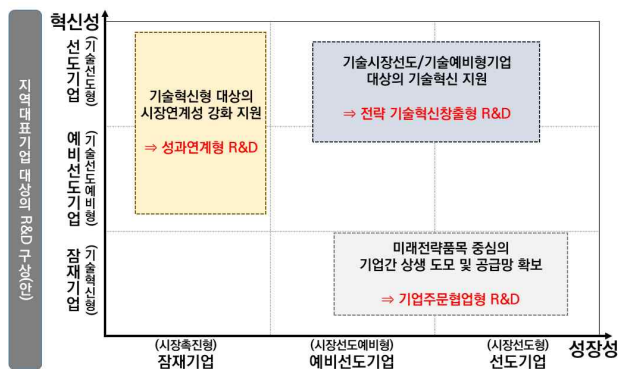 지역대표기업 대상의 R&D 구상(안)
혁신성
선도기업
(기술선도형)
예비선도기업
(기술선도예비형)
잠재기업
(기술혁신형)
기술혁신형 대상의
시장연계성 강화 지원
⇒ 성과연계형 R&D
기술시장선도/기술예비형기업
대상의 기술혁신 지원
⇒ 전략 기술혁신창출형 R&D
미래전략품목 중심의
기업간 상생 도모 및 공급망 확보
⇒ 기업주문협업형 R&D
(시장촉진형)
잠재기업
(시장선도예비형)
예비선도기업
(시장선도형)
선도기업
성장성